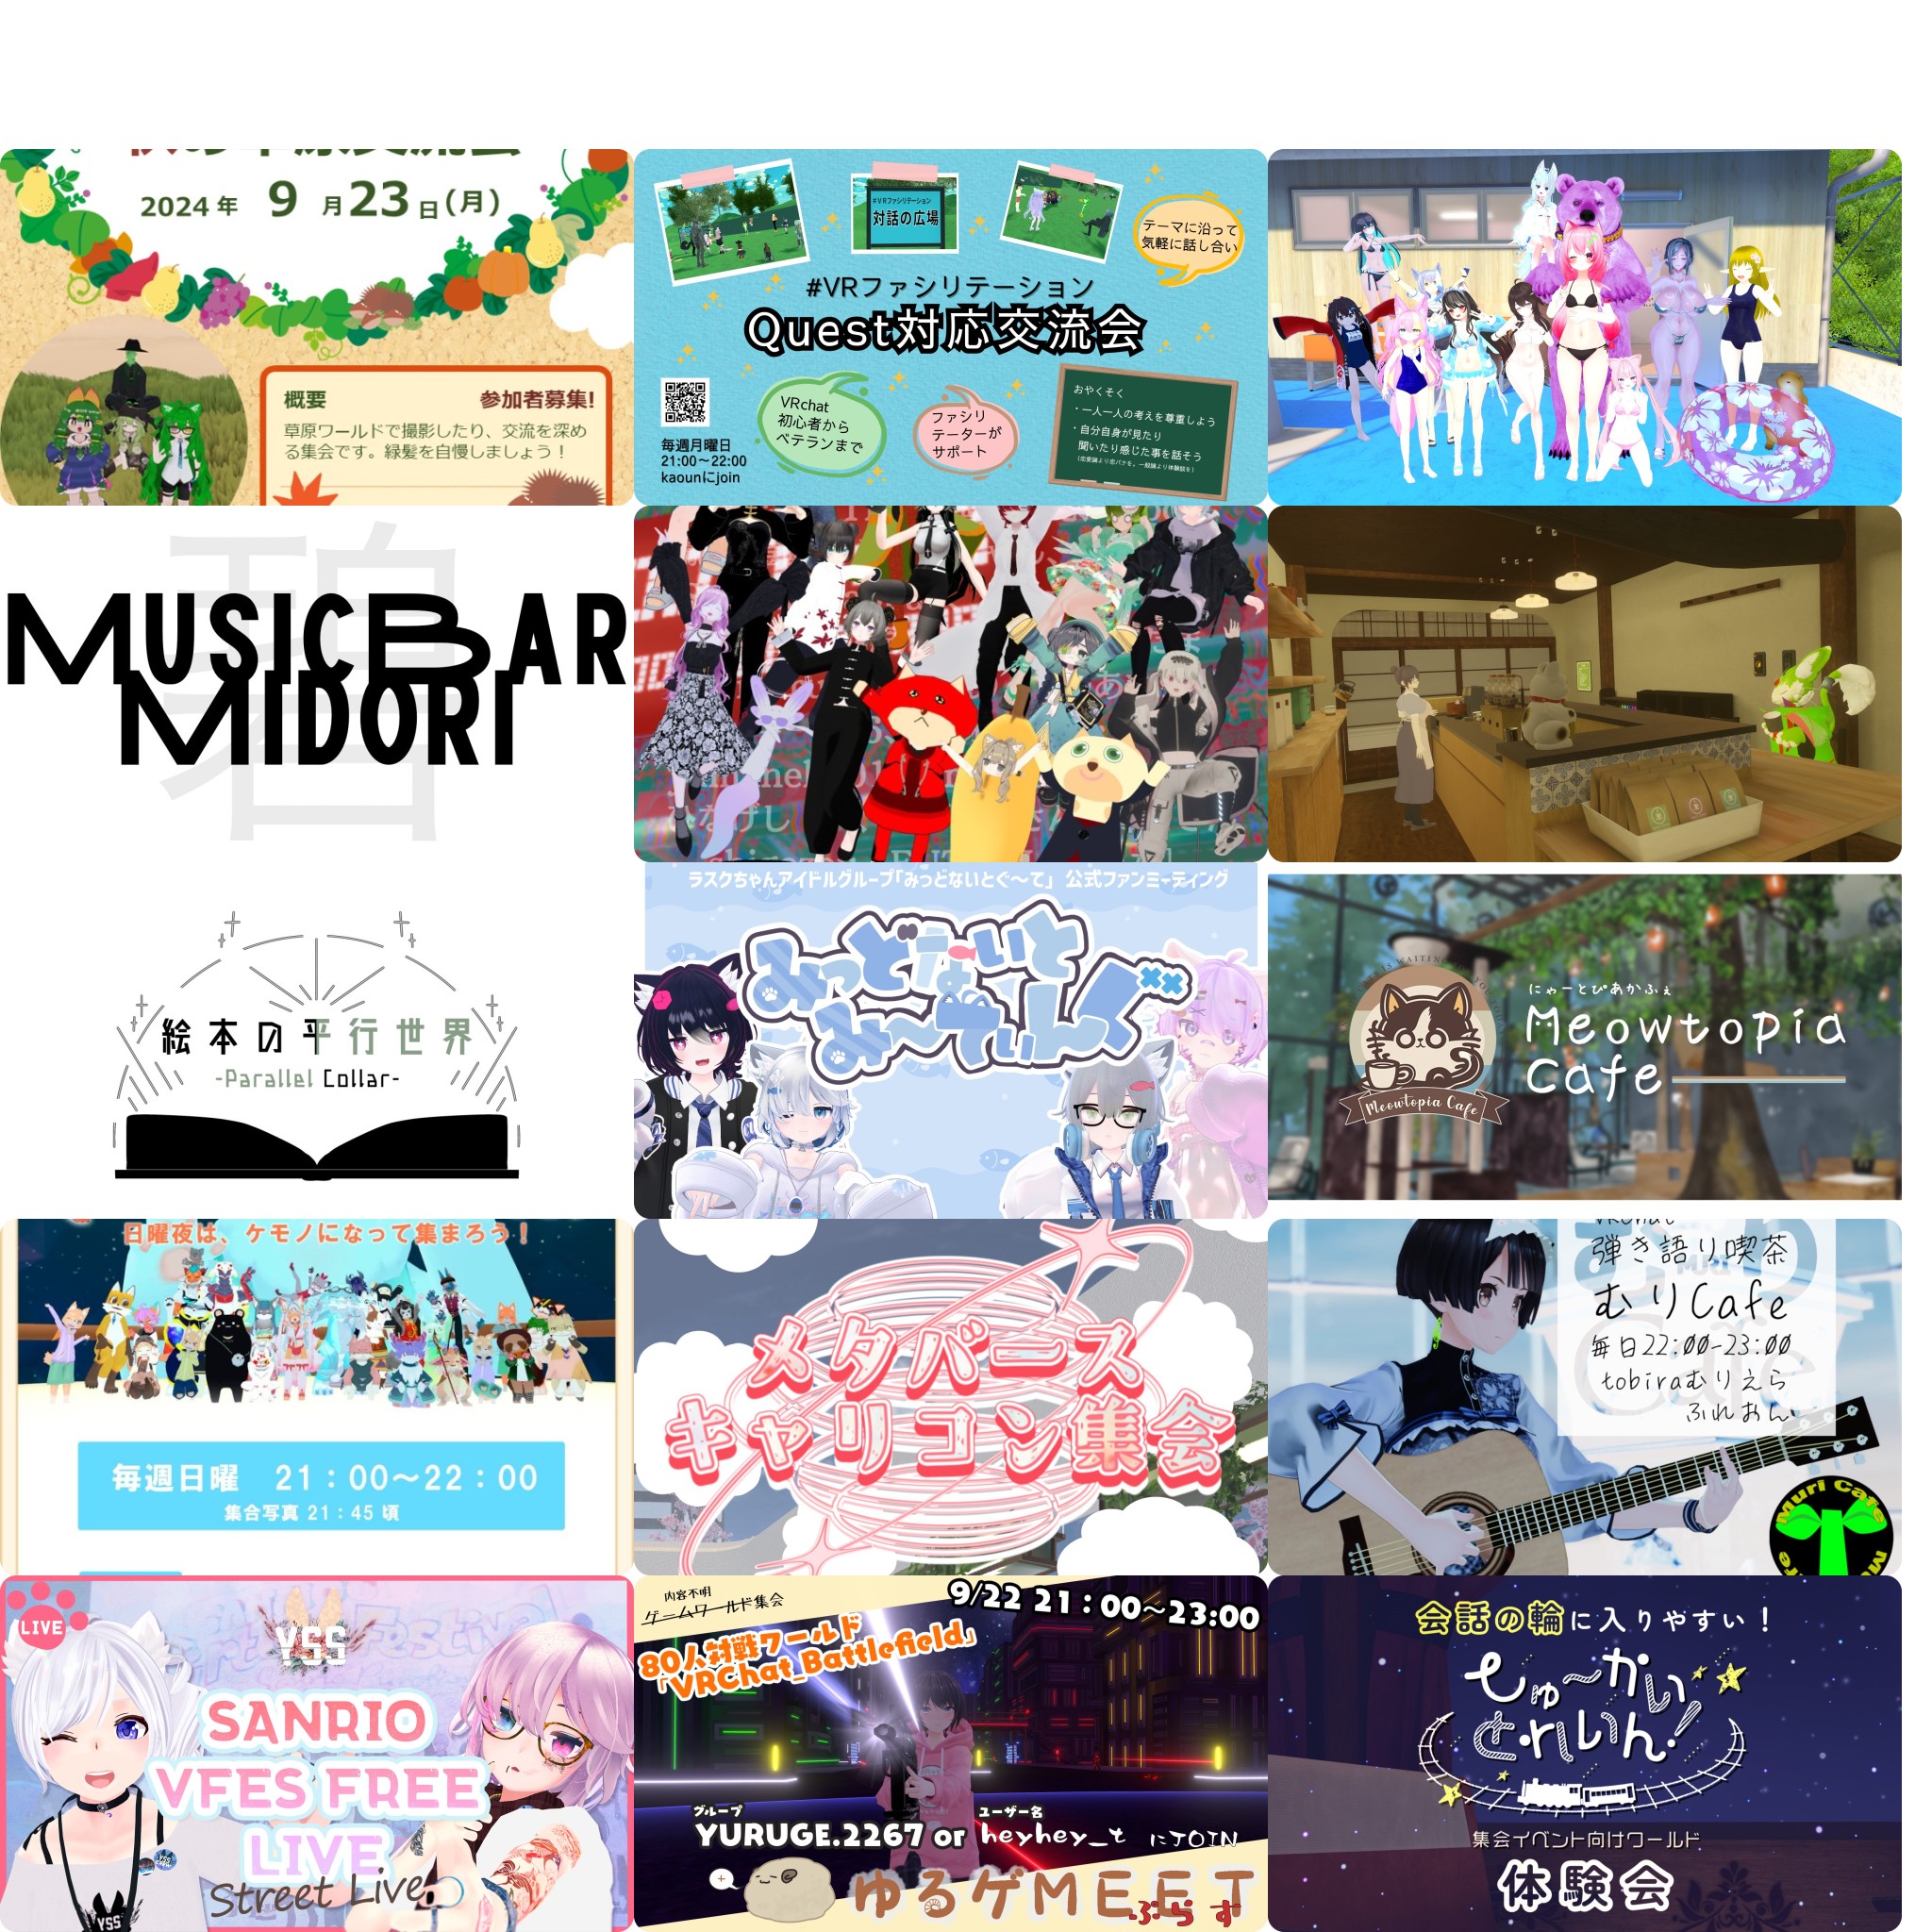 2024年 9月23日(月)
概要 参加者募集!
草原ワールドで撮影したり、交流を深め
る集会です。緑髪を自慢しましょう！
#VRファシリテーション
対話の広場
テーマに沿って
気軽に話し合い
#VRファシリテーション
Quest対応交流会
毎週月曜日
21:00～22:00
kaounにjoin
VRchat
初心者から
ベテランまで
ファシリ
テーターが
サポート
おやくそく
・一人一人の考えを尊重しよう
・自分自身が見たり
聞いたり感じた事を話そう
碧
MUSICBAR
MIDORI
絵本の平行世界
-Parallel Collar-
ラスクちゃんアイドルグループ「みっどないとぐ～て」 公式ファンミーティング
みっどないと
み～てぃんぐ
にゃーとぴあかふぇ
Meowtopia
Cafe
Meowtopia Cafe
日曜夜は、ケモノになって集まろう！
毎週日曜 21：00～22：00
集合写真 21：45 頃
メタバース
キャリコン集会
VRChat
弾き語り喫茶
むりCafe
毎日22:00-23:00
tobiraむりえら
ふれおん
Muri Cafe
LIVE
YSS
SANRIO
VFES FREE
LIVE
Street Live
YSS
内容不明
ゲームワールド集会
9/22 21：00～23:00
80人対戦ワールド
「VRChat_Battlefield」
グループ
YURUGE.2267 or
ユーザー名
heyhey_t にJOIN
ゆるゲMEET
ぷらす
会話の輪に入りやすい！
ちゅ～かい
とれいん!
集会イベント向けワールド
体験会